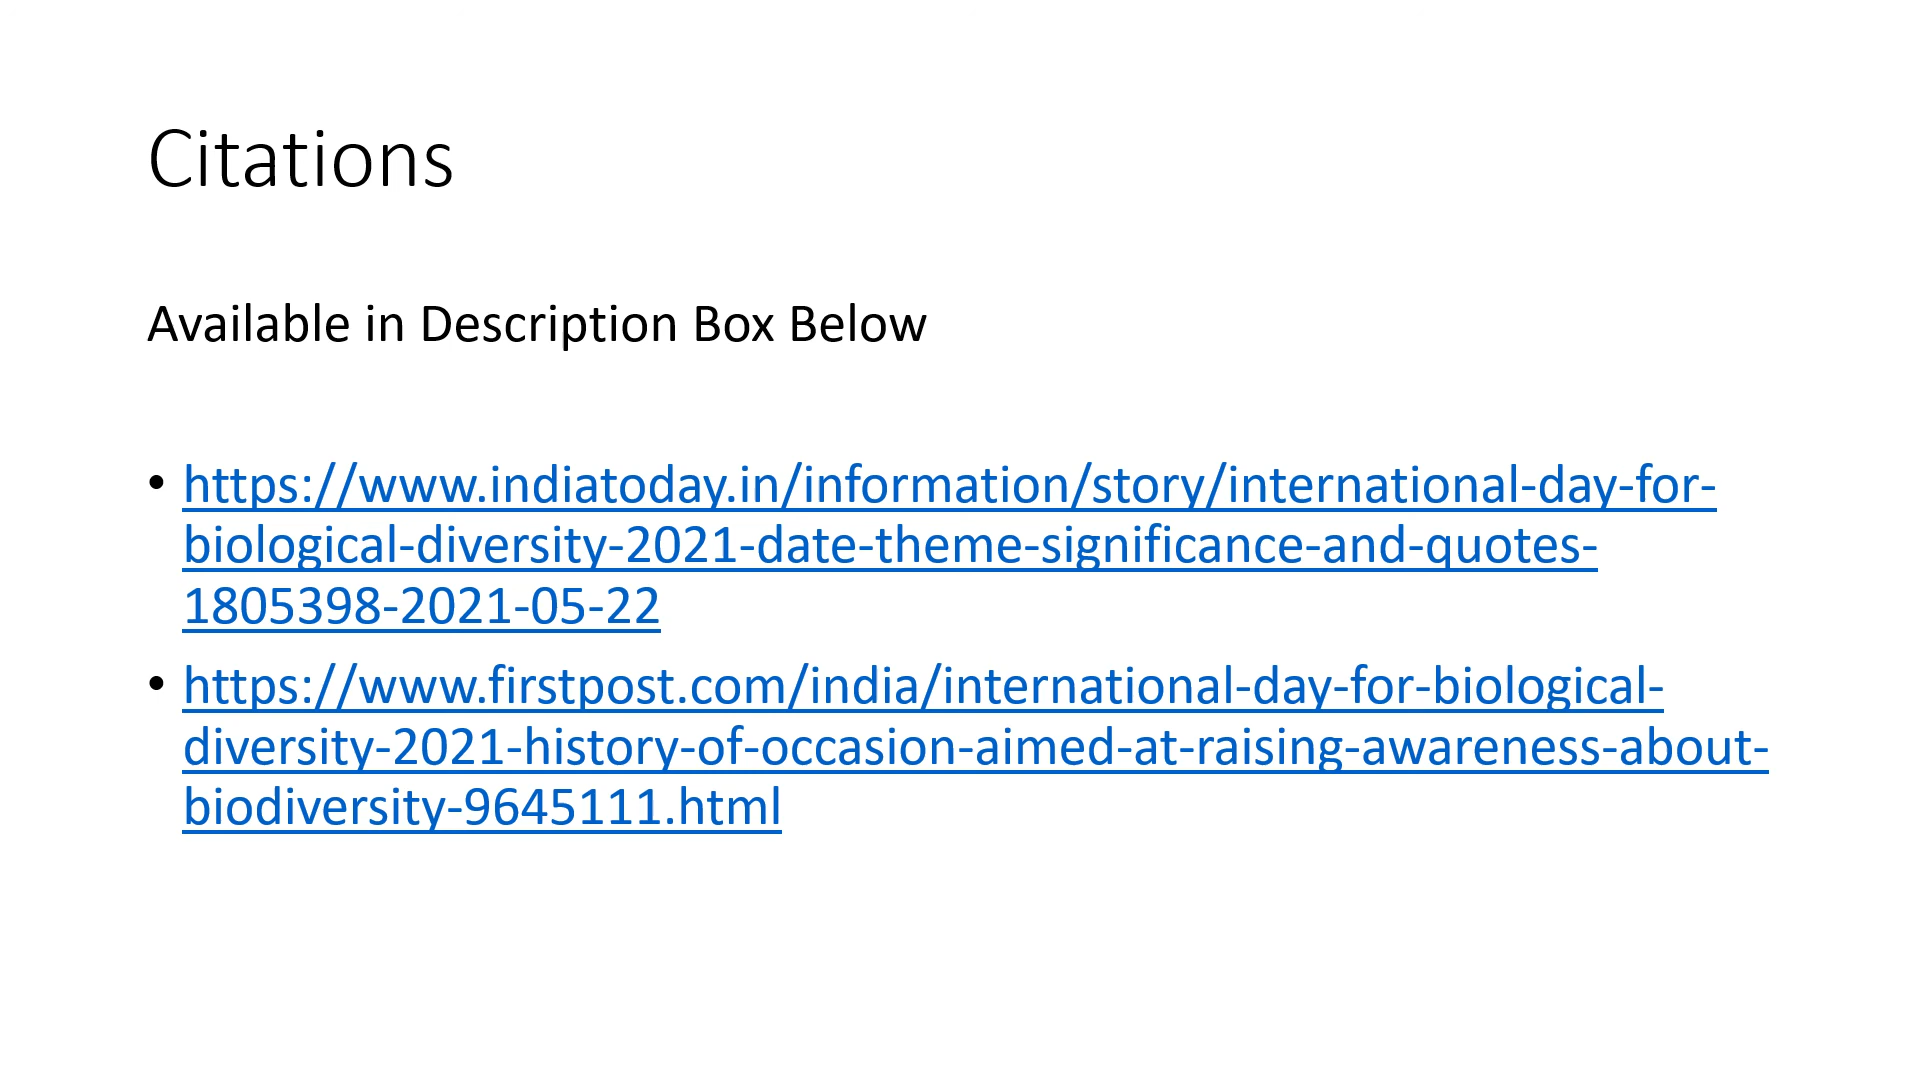 Citations
Available in Description Box Below
• https://www.indiatoday.in/information/story/international-day-for-
biological-diversity-2021-date-theme-significance-and-quotes-
1805398-2021-05-22
• https://www.firstpost.com/india/international-day-for-biological-
diversity-2021-history-of-occasion-aimed-at-raising-awareness-about-
biodiversity-9645111.html